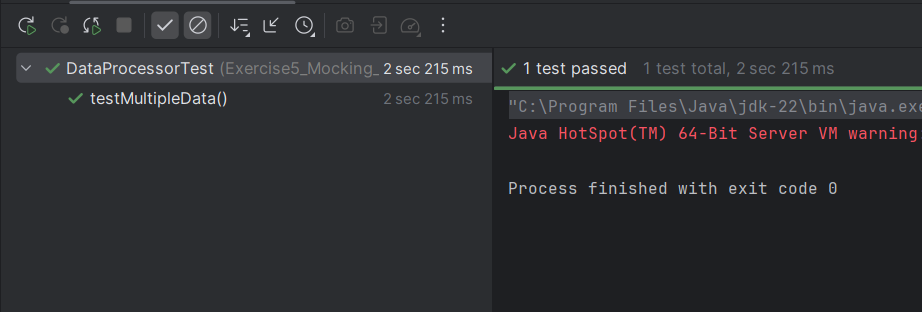 DataProcessorTest (Exercise5_Mocking_ 2 sec 215 ms
testMultipleData() 2 sec 215 ms
1 test passed 1 test total, 2 sec 215 ms
"C:\Program Files\Java\jdk-22\bin\java.exe
Java HotSpot(TM) 64-Bit Server VM warning
Process finished with exit code 0